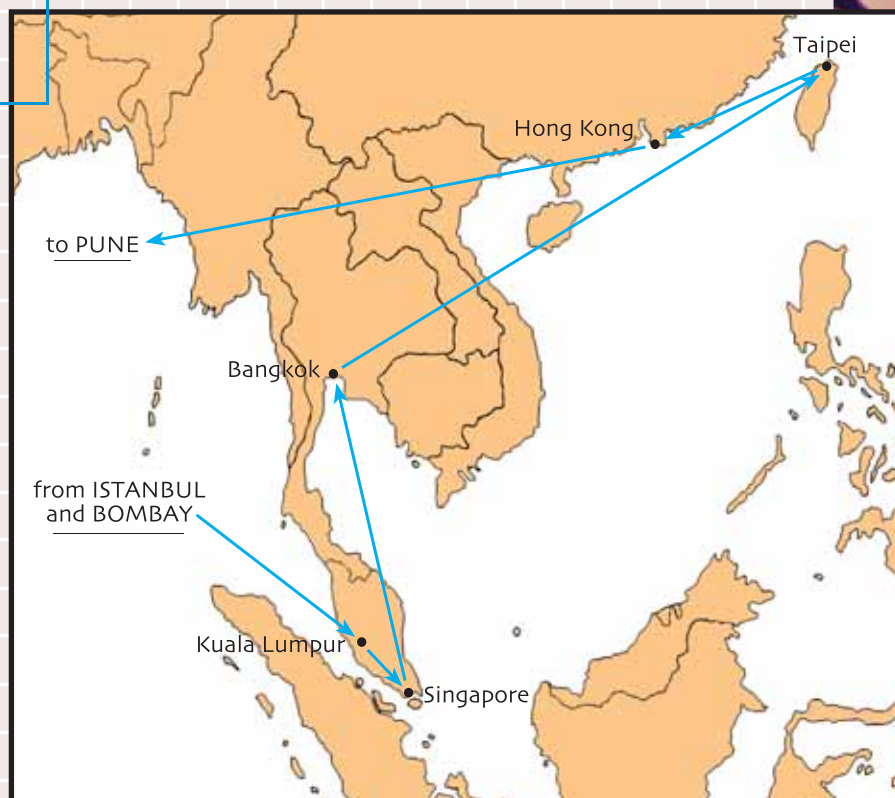 Taipei
Hong Kong
to PUNE
Bangkok
from ISTANBUL
and BOMBAY
Kuala Lumpur
Singapore